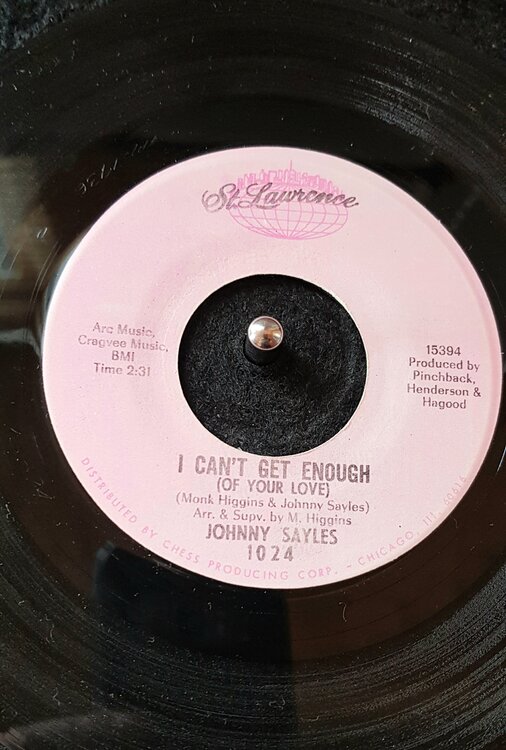 St. Lawrence
Arc Music,
Cragvee Music,
BMI
Time 2:31
15394
Produced by
Pinchback,
Henderson &
Hagood
I CAN'T GET ENOUGH
(OF YOUR LOVE)
(Monk Higgins & Johnny Sayles)
Arr. & Supv. by M. Higgins
JOHNNY SAYLES
1024
DISTRIBUTED BY CHESS PRODUCING CORP. - CHICAGO, ILL. 60616